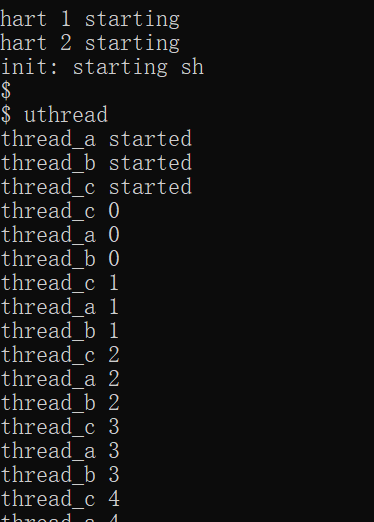 hart 1 starting
hart 2 starting
init: starting sh
$
$ uthread
thread_a started
thread_b started
thread_c started
thread_c 0
thread_a 0
thread_b 0
thread_c 1
thread_a 1
thread_b 1
thread_c 2
thread_a 2
thread_b 2
thread_c 3
thread_a 3
thread_b 3
thread_c 4
thread_a 4